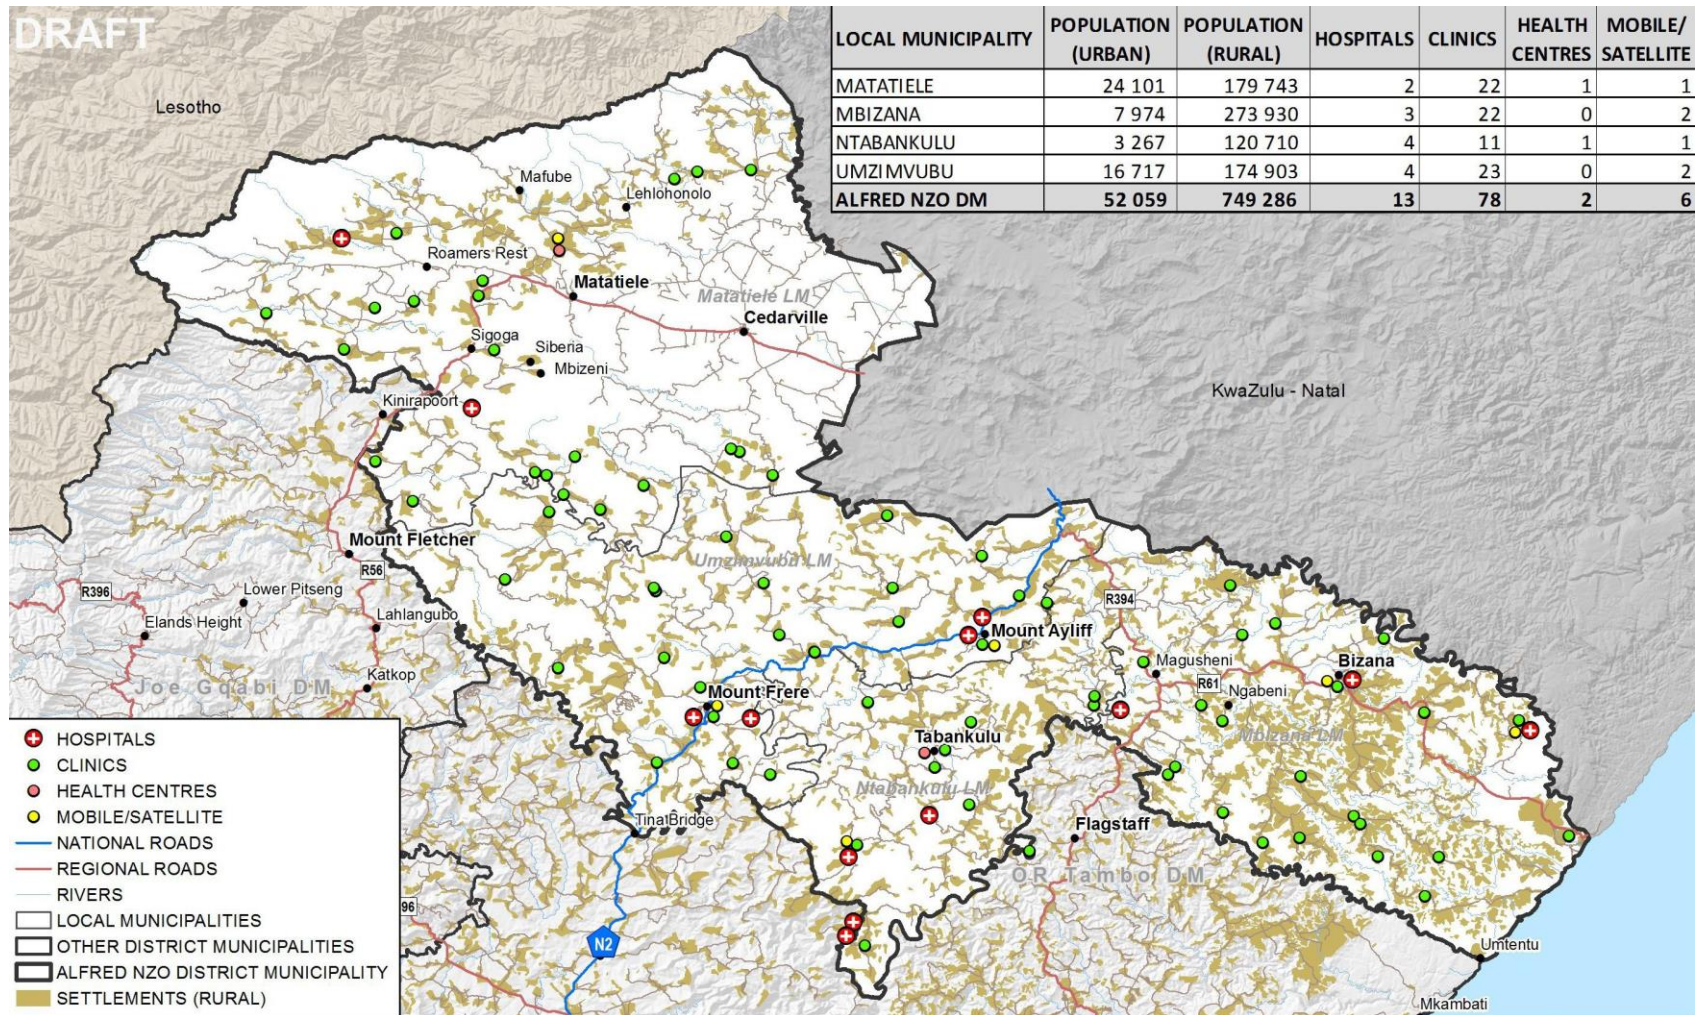 DRAFT
LOCAL MUNICIPALITY POPULATION (URBAN) POPULATION (RURAL) HOSPITALS CLINICS HEALTH CENTRES MOBILE/ SATELLITE
MATATIELE 24 101 179 743 2 22 1 1
MBIZANA 7 974 273 930 3 22 0 2
NTABANKULU 3 267 120 710 4 11 1 1
UMZIMVUBU 16 717 174 903 4 23 0 2
ALFRED NZO DM 52 059 749 286 13 78 2 6
Lesotho
Mafube
Lehlohonolo
Roamers Rest
Matatiele
Matatiele LM
Cedarville
Sigoga
Siberia
Mbizeni
KwaZulu - Natal
Kinirapoort
Mount Fletcher
Umzimvubu LM
R56
R396
Lower Pitseng
R394
Elands Height
Lahlangubo
Mount Ayliff
Magusheni
Bizana
Katkop
Joe Gqabi DM
R61
Ngabeni
Mount Frere
Mbizana LM
Tabankulu
Ntabankulu LM
Tina Bridge
Flagstaff
OR Tambo DM
96
N2
Umtentu
Mkambati
HOSPITALS
CLINICS
HEALTH CENTRES
MOBILE/SATELLITE
NATIONAL ROADS
REGIONAL ROADS
RIVERS
LOCAL MUNICIPALITIES
OTHER DISTRICT MUNICIPALITIES
ALFRED NZO DISTRICT MUNICIPALITY
SETTLEMENTS (RURAL)